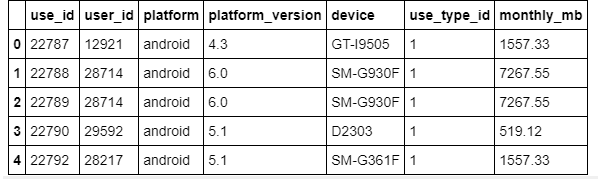 use_id user_id platform platform_version device use_type_id monthly_mb
0 22787 12921 android 4.3 GT-I9505 1 1557.33
1 22788 28714 android 6.0 SM-G930F 1 7267.55
2 22789 28714 android 6.0 SM-G930F 1 7267.55
3 22790 29592 android 5.1 D2303 1 519.12
4 22792 28217 android 5.1 SM-G361F 1 1557.33